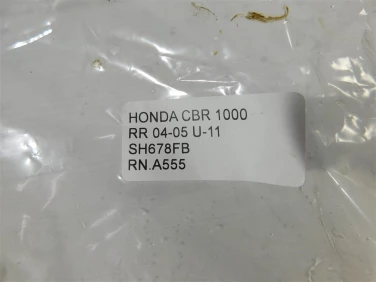 HONDA CBR 1000
RR 04-05 U-11
SH678FB
RN.A555